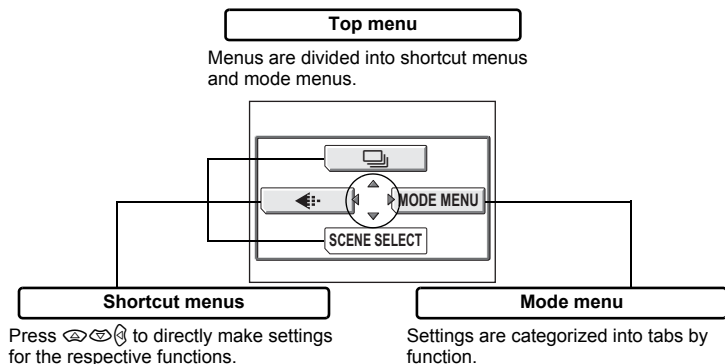 Top menu
Menus are divided into shortcut menus
and mode menus.
MODE MENU
SCENE SELECT
Shortcut menus
Press to directly make settings
for the respective functions.
Mode menu
Settings are categorized into tabs by
function.